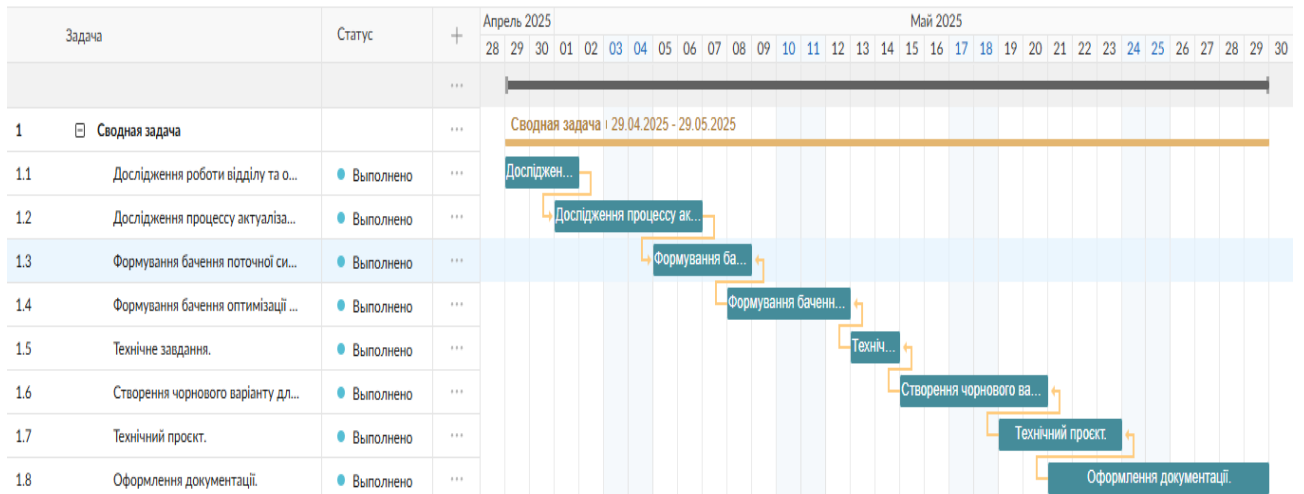 Задача
Статус
+
Апрель 2025
Май 2025
28 29 30 01 02 03 04 05 06 07 08 09 10 11 12 13 14 15 16 17 18 19 20 21 22 23 24 25 26 27 28 29 30
...
1 Сводная задача ...
Сводная задача 29.04.2025 - 29.05.2025
1.1 Дослідження роботи відділу та о... Выполнено ...
Досліджен...
1.2 Дослідження процессу актуаліза... Выполнено ...
Дослідження процессу ак...
1.3 Формування бачення поточної си... Выполнено ...
Формування ба...
1.4 Формування бачення оптимізації ... Выполнено ...
Формування баченн...
1.5 Технічне завдання. Выполнено ...
Техніч...
1.6 Створення чорнового варіанту дл... Выполнено ...
Створення чорнового ва...
1.7 Технічний проєкт. Выполнено ...
Технічний проєкт.
1.8 Оформлення документації. Выполнено ...
Оформлення документації.